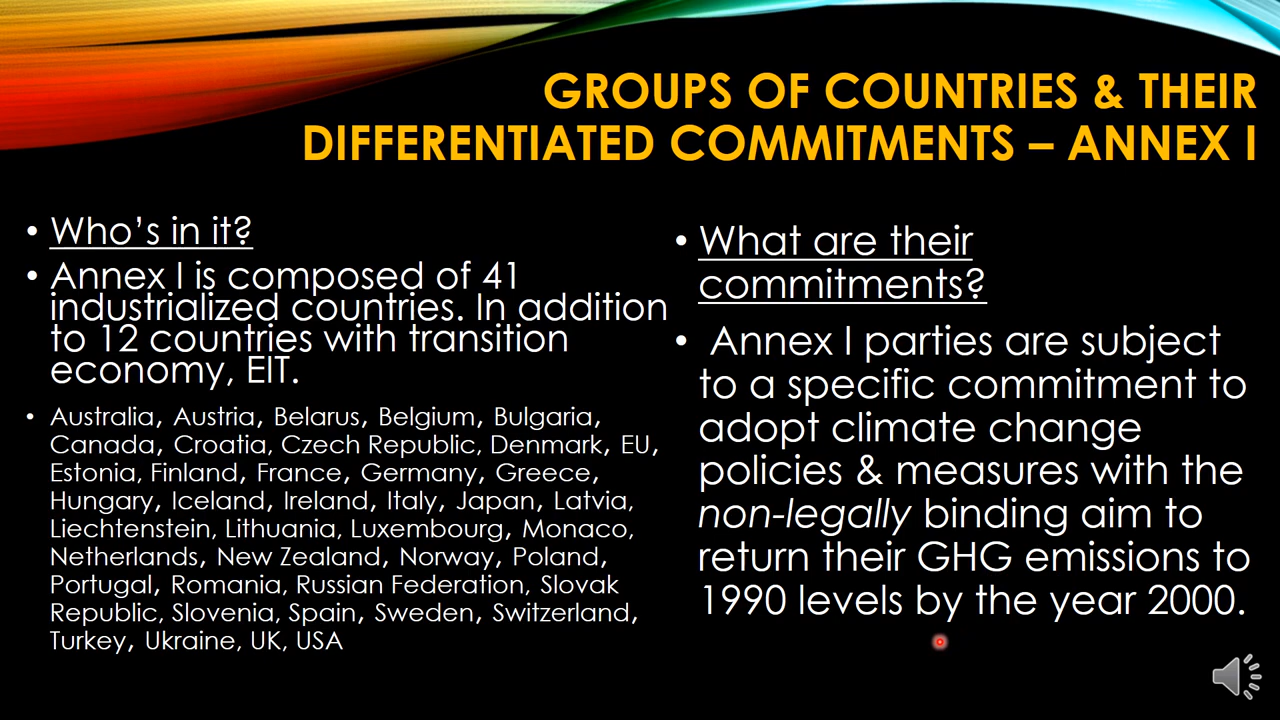 GROUPS OF COUNTRIES & THEIR
DIFFERENTIATED COMMITMENTS – ANNEX I
• Who's in it?
• Annex I is composed of 41
industrialized countries. In addition
to 12 countries with transition
economy, EIT.
• Australia, Austria, Belarus, Belgium, Bulgaria,
Canada, Croatia, Czech Republic, Denmark, EU,
Estonia, Finland, France, Germany, Greece,
Hungary, Iceland, Ireland, Italy, Japan, Latvia,
Liechtenstein, Lithuania, Luxembourg, Monaco,
Netherlands, New Zealand, Norway, Poland,
Portugal, Romania, Russian Federation, Slovak
Republic, Slovenia, Spain, Sweden, Switzerland,
Turkey, Ukraine, UK, USA
• What are their
commitments?
• Annex I parties are subject
to a specific commitment to
adopt climate change
policies & measures with the
non-legally binding aim to
return their GHG emissions to
1990 levels by the year 2000.